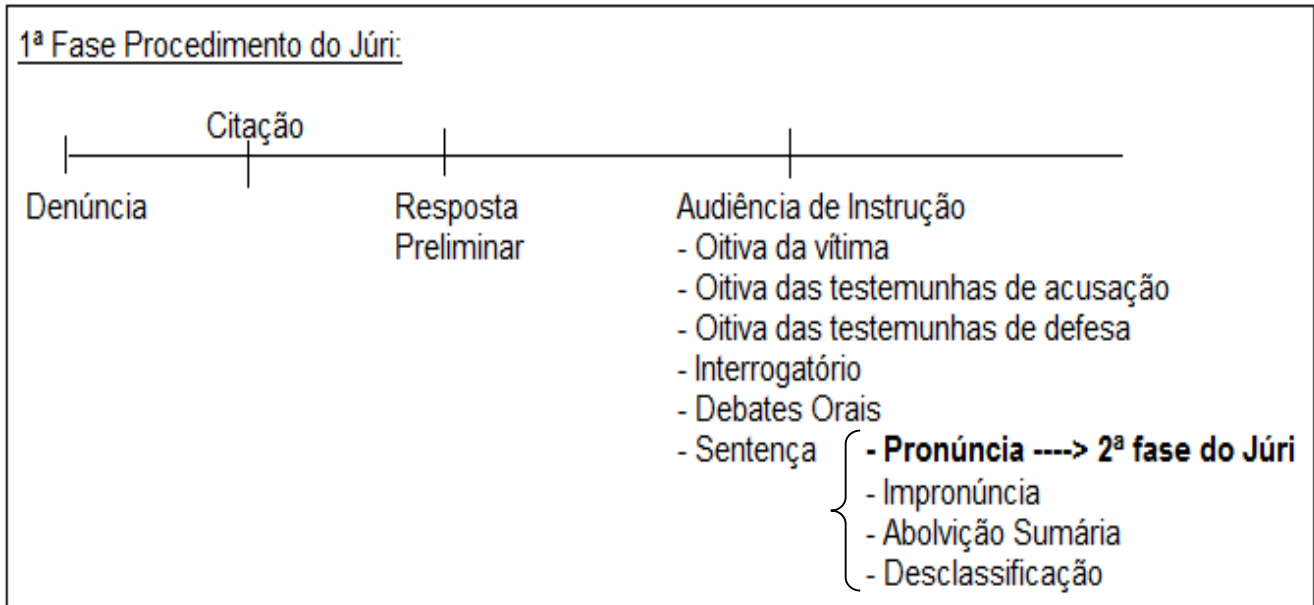 1ª Fase Procedimento do Júri:
Citação
Denúncia
Resposta
Preliminar
Audiência de Instrução
- Oitiva da vítima
- Oitiva das testemunhas de acusação
- Oitiva das testemunhas de defesa
- Interrogatório
- Debates Orais
- Sentença
- Pronúncia ----> 2ª fase do Júri
- Impronúncia
- Abolvição Sumária
- Desclassificação